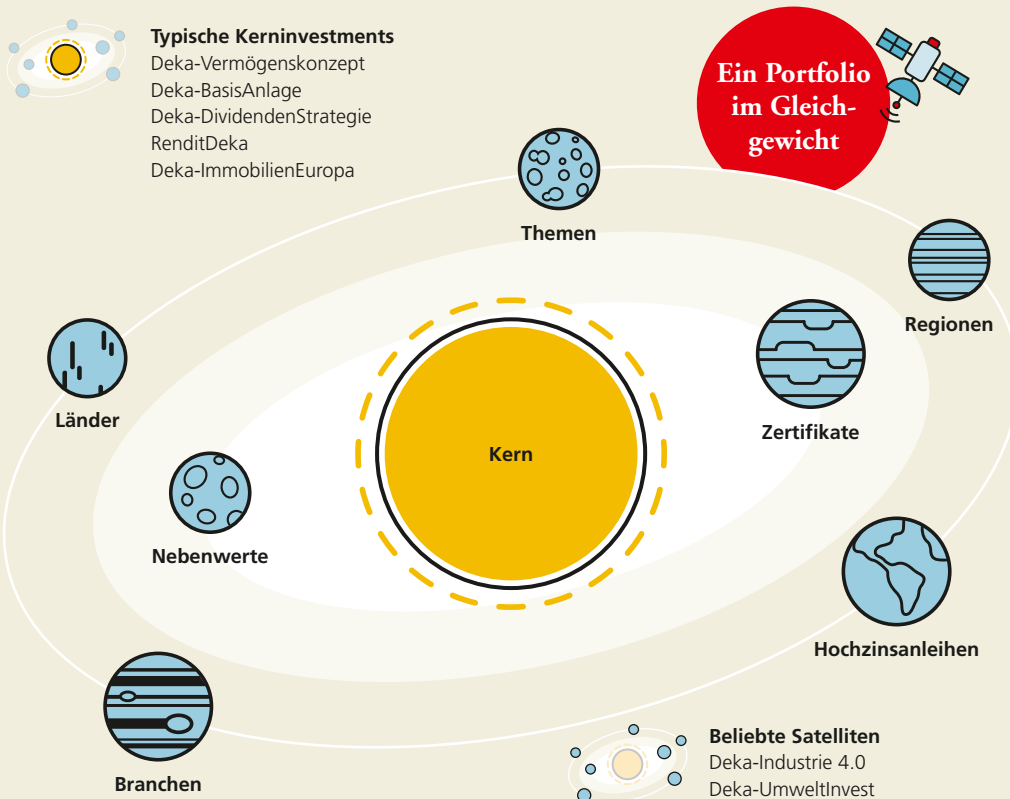 Typische Kerninvestments
Deka-Vermögenskonzept
Deka-BasisAnlage
Deka-DividendenStrategie
RenditDeka
Deka-ImmobilienEuropa
Ein Portfolio
im Gleich-
gewicht
Themen
Regionen
Länder
Zertifikate
Kern
Nebenwerte
Hochzinsanleihen
Branchen
Beliebte Satelliten
Deka-Industrie 4.0
Deka-UmweltInvest